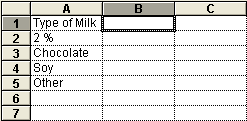 A B C
1 Type of Milk
2 2 %
3 Chocolate
4 Soy
5 Other
6
7